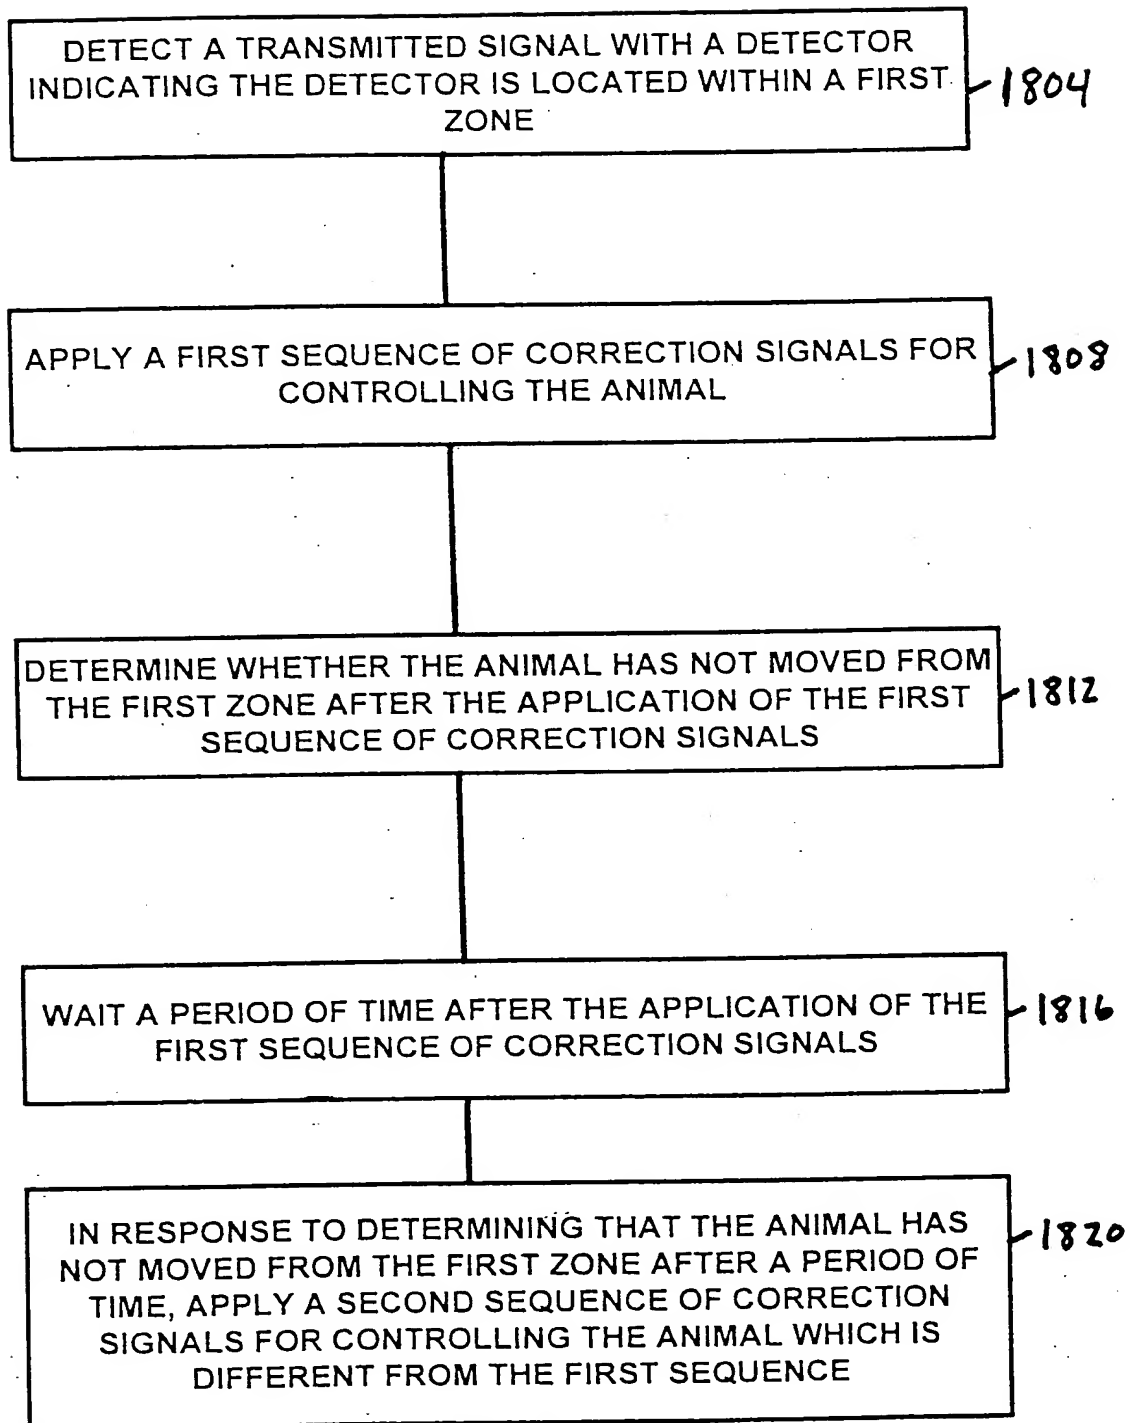 DETECT A TRANSMITTED SIGNAL WITH A DETECTOR
INDICATING THE DETECTOR IS LOCATED WITHIN A FIRST
ZONE
1804
APPLY A FIRST SEQUENCE OF CORRECTION SIGNALS FOR
CONTROLLING THE ANIMAL
1808
DETERMINE WHETHER THE ANIMAL HAS NOT MOVED FROM
THE FIRST ZONE AFTER THE APPLICATION OF THE FIRST
SEQUENCE OF CORRECTION SIGNALS
1812
WAIT A PERIOD OF TIME AFTER THE APPLICATION OF THE
FIRST SEQUENCE OF CORRECTION SIGNALS
1816
IN RESPONSE TO DETERMINING THAT THE ANIMAL HAS
NOT MOVED FROM THE FIRST ZONE AFTER A PERIOD OF
TIME, APPLY A SECOND SEQUENCE OF CORRECTION
SIGNALS FOR CONTROLLING THE ANIMAL WHICH IS
DIFFERENT FROM THE FIRST SEQUENCE
1820